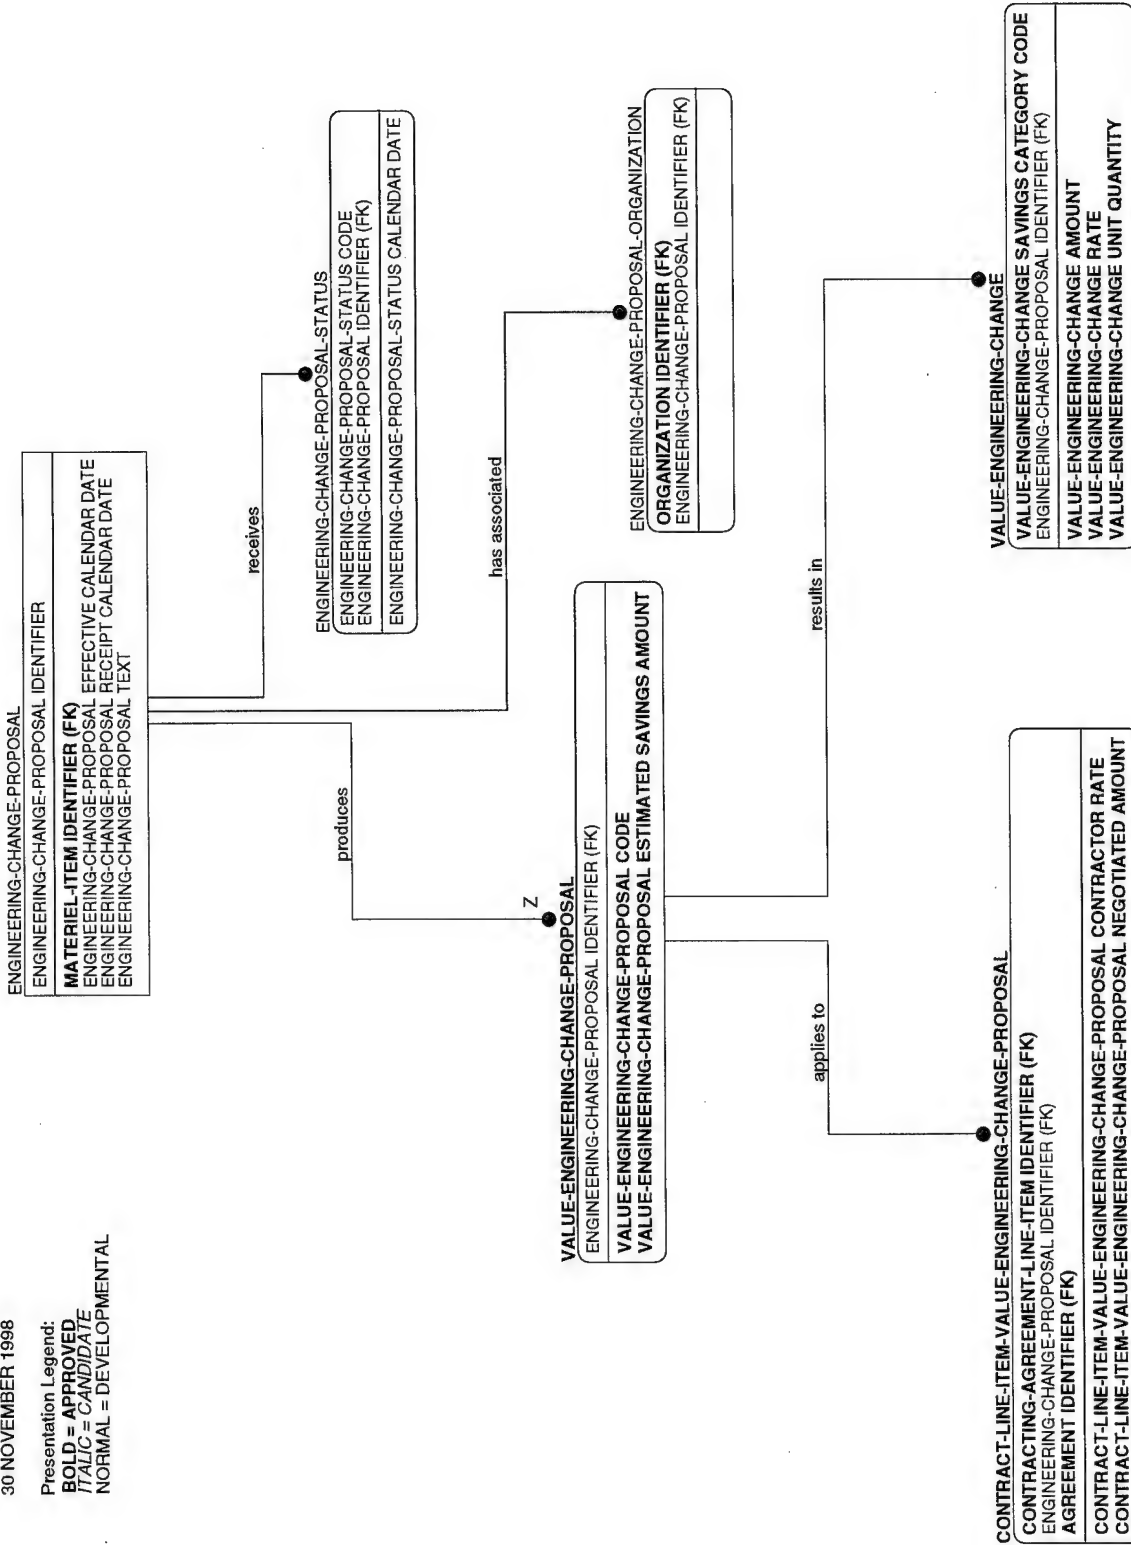 30 NOVEMBER 1998
Presentation Legend:
BOLD = APPROVED
ITALIC = CANDIDATE
NORMAL = DEVELOPMENTAL
ENGINEERING-CHANGE-PROPOSAL
ENGINEERING-CHANGE-PROPOSAL IDENTIFIER
MATERIEL-ITEM IDENTIFIER (FK)
ENGINEERING-CHANGE-PROPOSAL EFFECTIVE CALENDAR DATE
ENGINEERING-CHANGE-PROPOSAL RECEIPT CALENDAR DATE
ENGINEERING-CHANGE-PROPOSAL TEXT
receives
ENGINEERING-CHANGE-PROPOSAL-STATUS
ENGINEERING-CHANGE-PROPOSAL-STATUS CODE
ENGINEERING-CHANGE-PROPOSAL IDENTIFIER (FK)
ENGINEERING-CHANGE-PROPOSAL-STATUS CALENDAR DATE
produces
has associated
Z
VALUE-ENGINEERING-CHANGE-PROPOSAL
ENGINEERING-CHANGE-PROPOSAL IDENTIFIER (FK)
VALUE-ENGINEERING-CHANGE-PROPOSAL CODE
VALUE-ENGINEERING-CHANGE-PROPOSAL ESTIMATED SAVINGS AMOUNT
ENGINEERING-CHANGE-PROPOSAL-ORGANIZATION
ORGANIZATION IDENTIFIER (FK)
ENGINEERING-CHANGE-PROPOSAL IDENTIFIER (FK)
applies to
results in
CONTRACT-LINE-ITEM-VALUE-ENGINEERING-CHANGE-PROPOSAL
CONTRACTING-AGREEMENT-LINE-ITEM IDENTIFIER (FK)
ENGINEERING-CHANGE-PROPOSAL IDENTIFIER (FK)
AGREEMENT IDENTIFIER (FK)
CONTRACT-LINE-ITEM-VALUE-ENGINEERING-CHANGE-PROPOSAL CONTRACTOR RATE
CONTRACT-LINE-ITEM-VALUE-ENGINEERING-CHANGE-PROPOSAL NEGOTIATED AMOUNT
VALUE-ENGINEERING-CHANGE
VALUE-ENGINEERING-CHANGE SAVINGS CATEGORY CODE
ENGINEERING-CHANGE-PROPOSAL IDENTIFIER (FK)
VALUE-ENGINEERING-CHANGE AMOUNT
VALUE-ENGINEERING-CHANGE RATE
VALUE-ENGINEERING-CHANGE UNIT QUANTITY